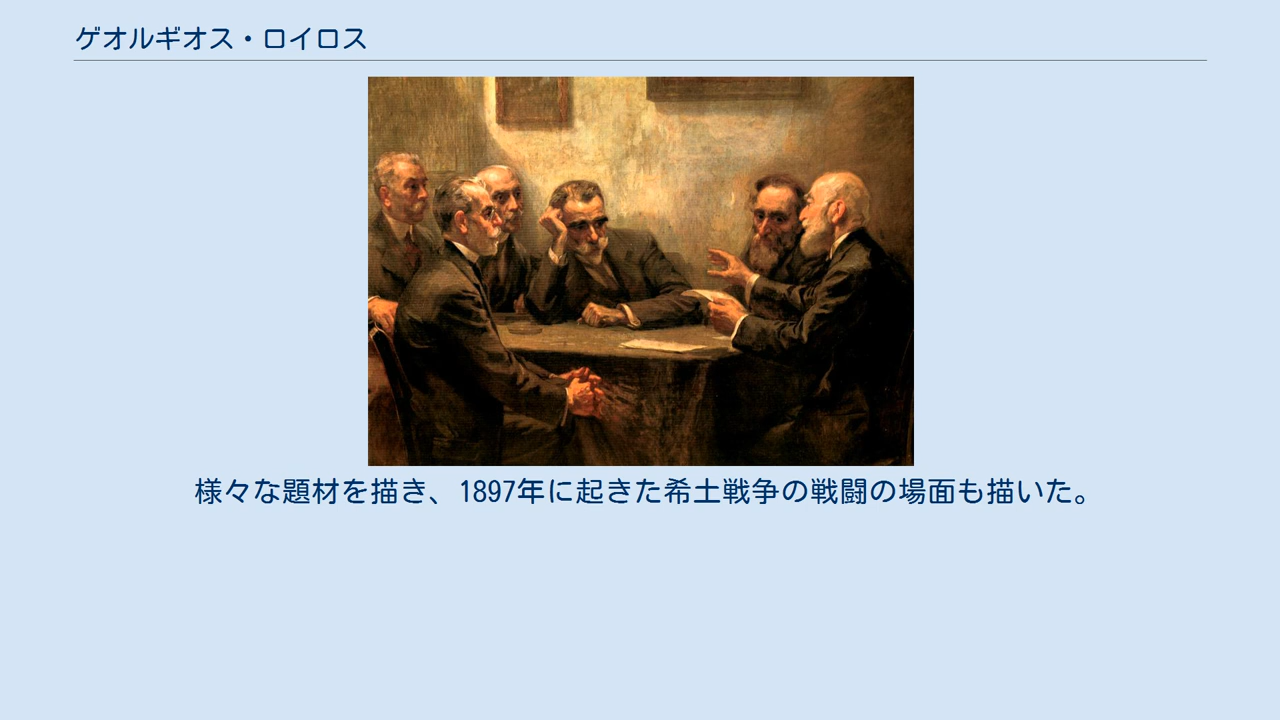 ゲオルギオス・ロイロス
様々な題材を描き、1897年に起きた希土戦争の戦闘の場面も描いた。